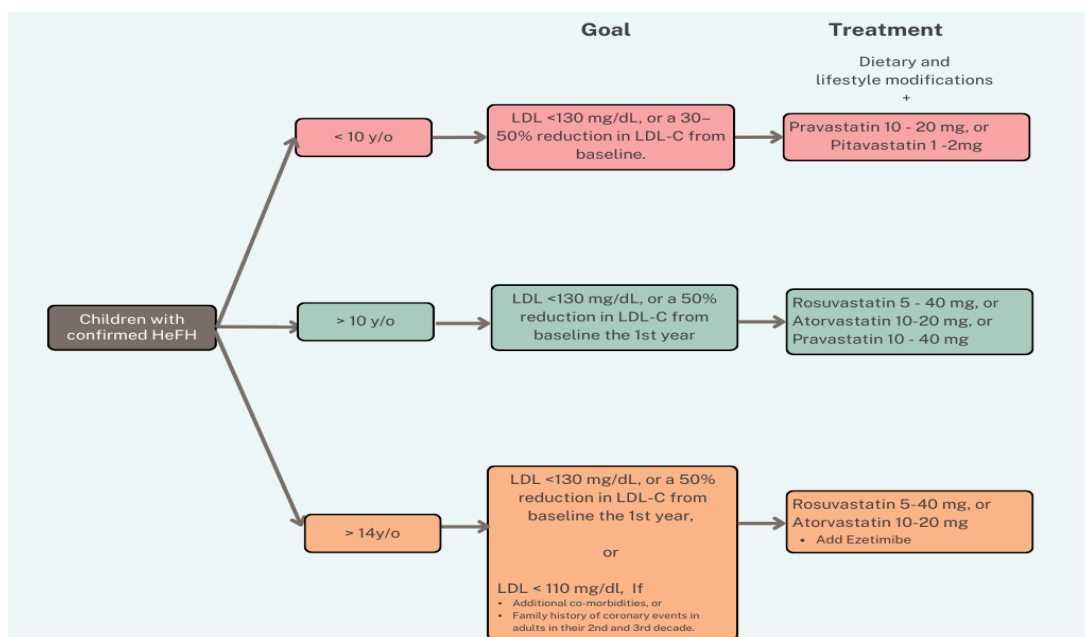 Goal
Treatment
Dietary and
lifestyle modifications
+
< 10 y/o
LDL <130 mg/dL, or a 30–
50% reduction in LDL-C from
baseline.
Pravastatin 10 - 20 mg, or
Pitavastatin 1 -2mg
Children with
confirmed HeFH
> 10 y/o
LDL <130 mg/dL, or a 50%
reduction in LDL-C from
baseline the 1st year
Rosuvastatin 5 - 40 mg, or
Atorvastatin 10-20 mg, or
Pravastatin 10 - 40 mg
> 14y/o
LDL <130 mg/dL, or a 50%
reduction in LDL-C from
baseline the 1st year,
or
LDL < 110 mg/dl, If
• Additional co-morbidities, or
• Family history of coronary events in
adults in their 2nd and 3rd decade.
Rosuvastatin 5-40 mg, or
Atorvastatin 10-20 mg
• Add Ezetimibe